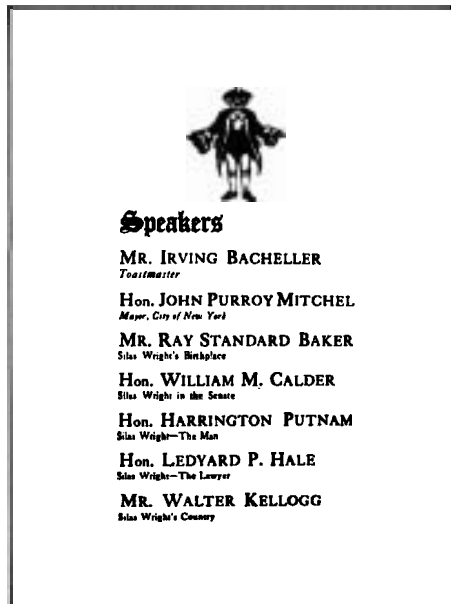 Speakers
MR. IRVING BACHELLER
Toastmaster
Hon. JOHN PURROY MITCHEL
Mayor, City of New York
MR. RAY STANDARD BAKER
Silas Wright's Birthplace
Hon. WILLIAM M. CALDER
Silas Wright in the Senate
Hon. HARRINGTON PUTNAM
Silas Wright—The Man
Hon. LEDYARD P. HALE
Silas Wright—The Lawyer
MR. WALTER KELLOGG
Silas Wright's Country